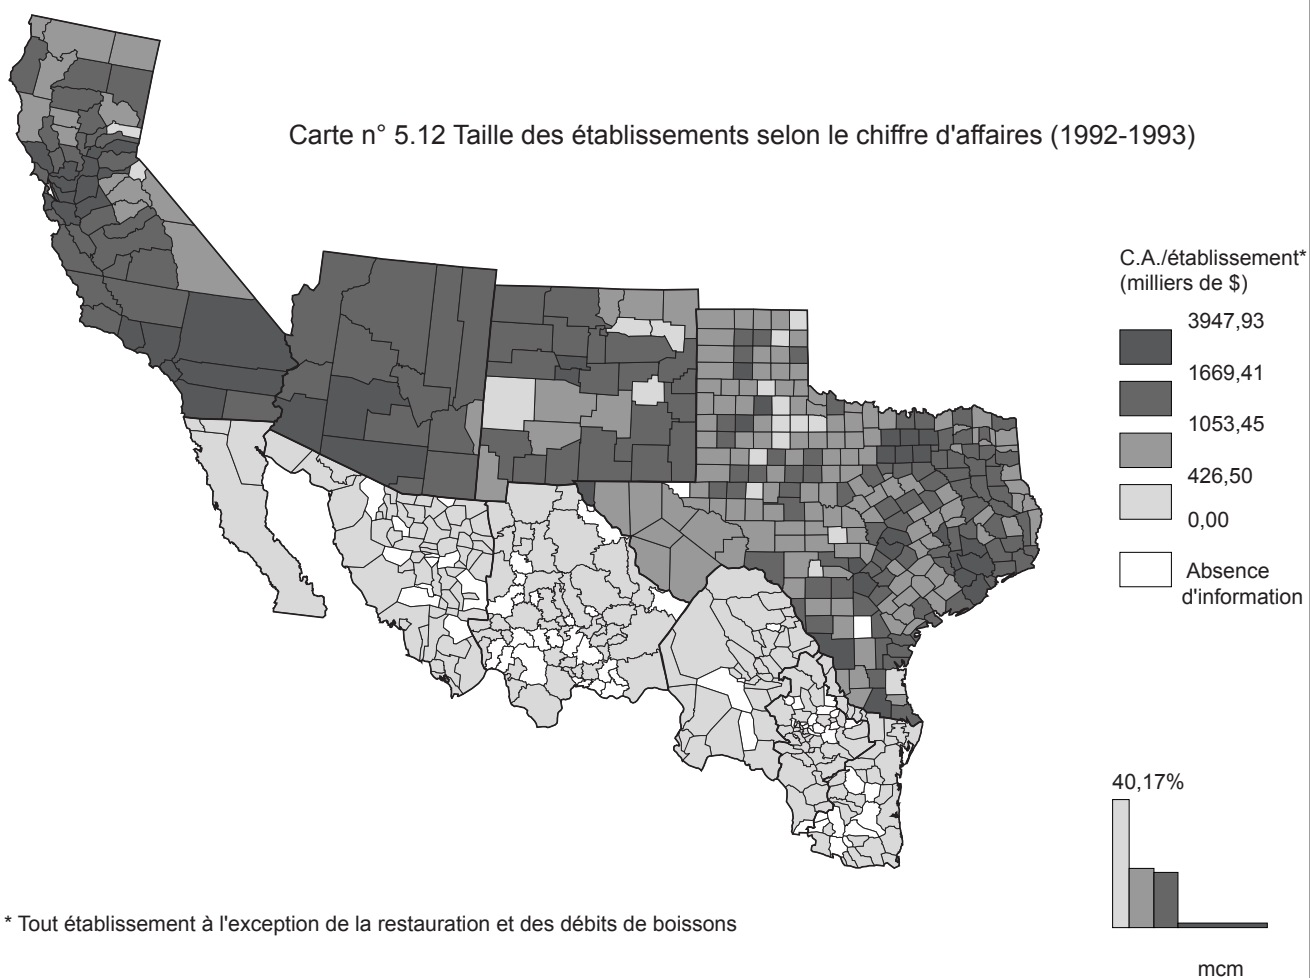 Carte n° 5.12 Taille des établissements selon le chiffre d'affaires (1992-1993)
C.A./établissement*
(milliers de $)
3947,93
1669,41
1053,45
426,50
0,00
Absence
d'information
40,17%
* Tout établissement à l'exception de la restauration et des débits de boissons
mcm